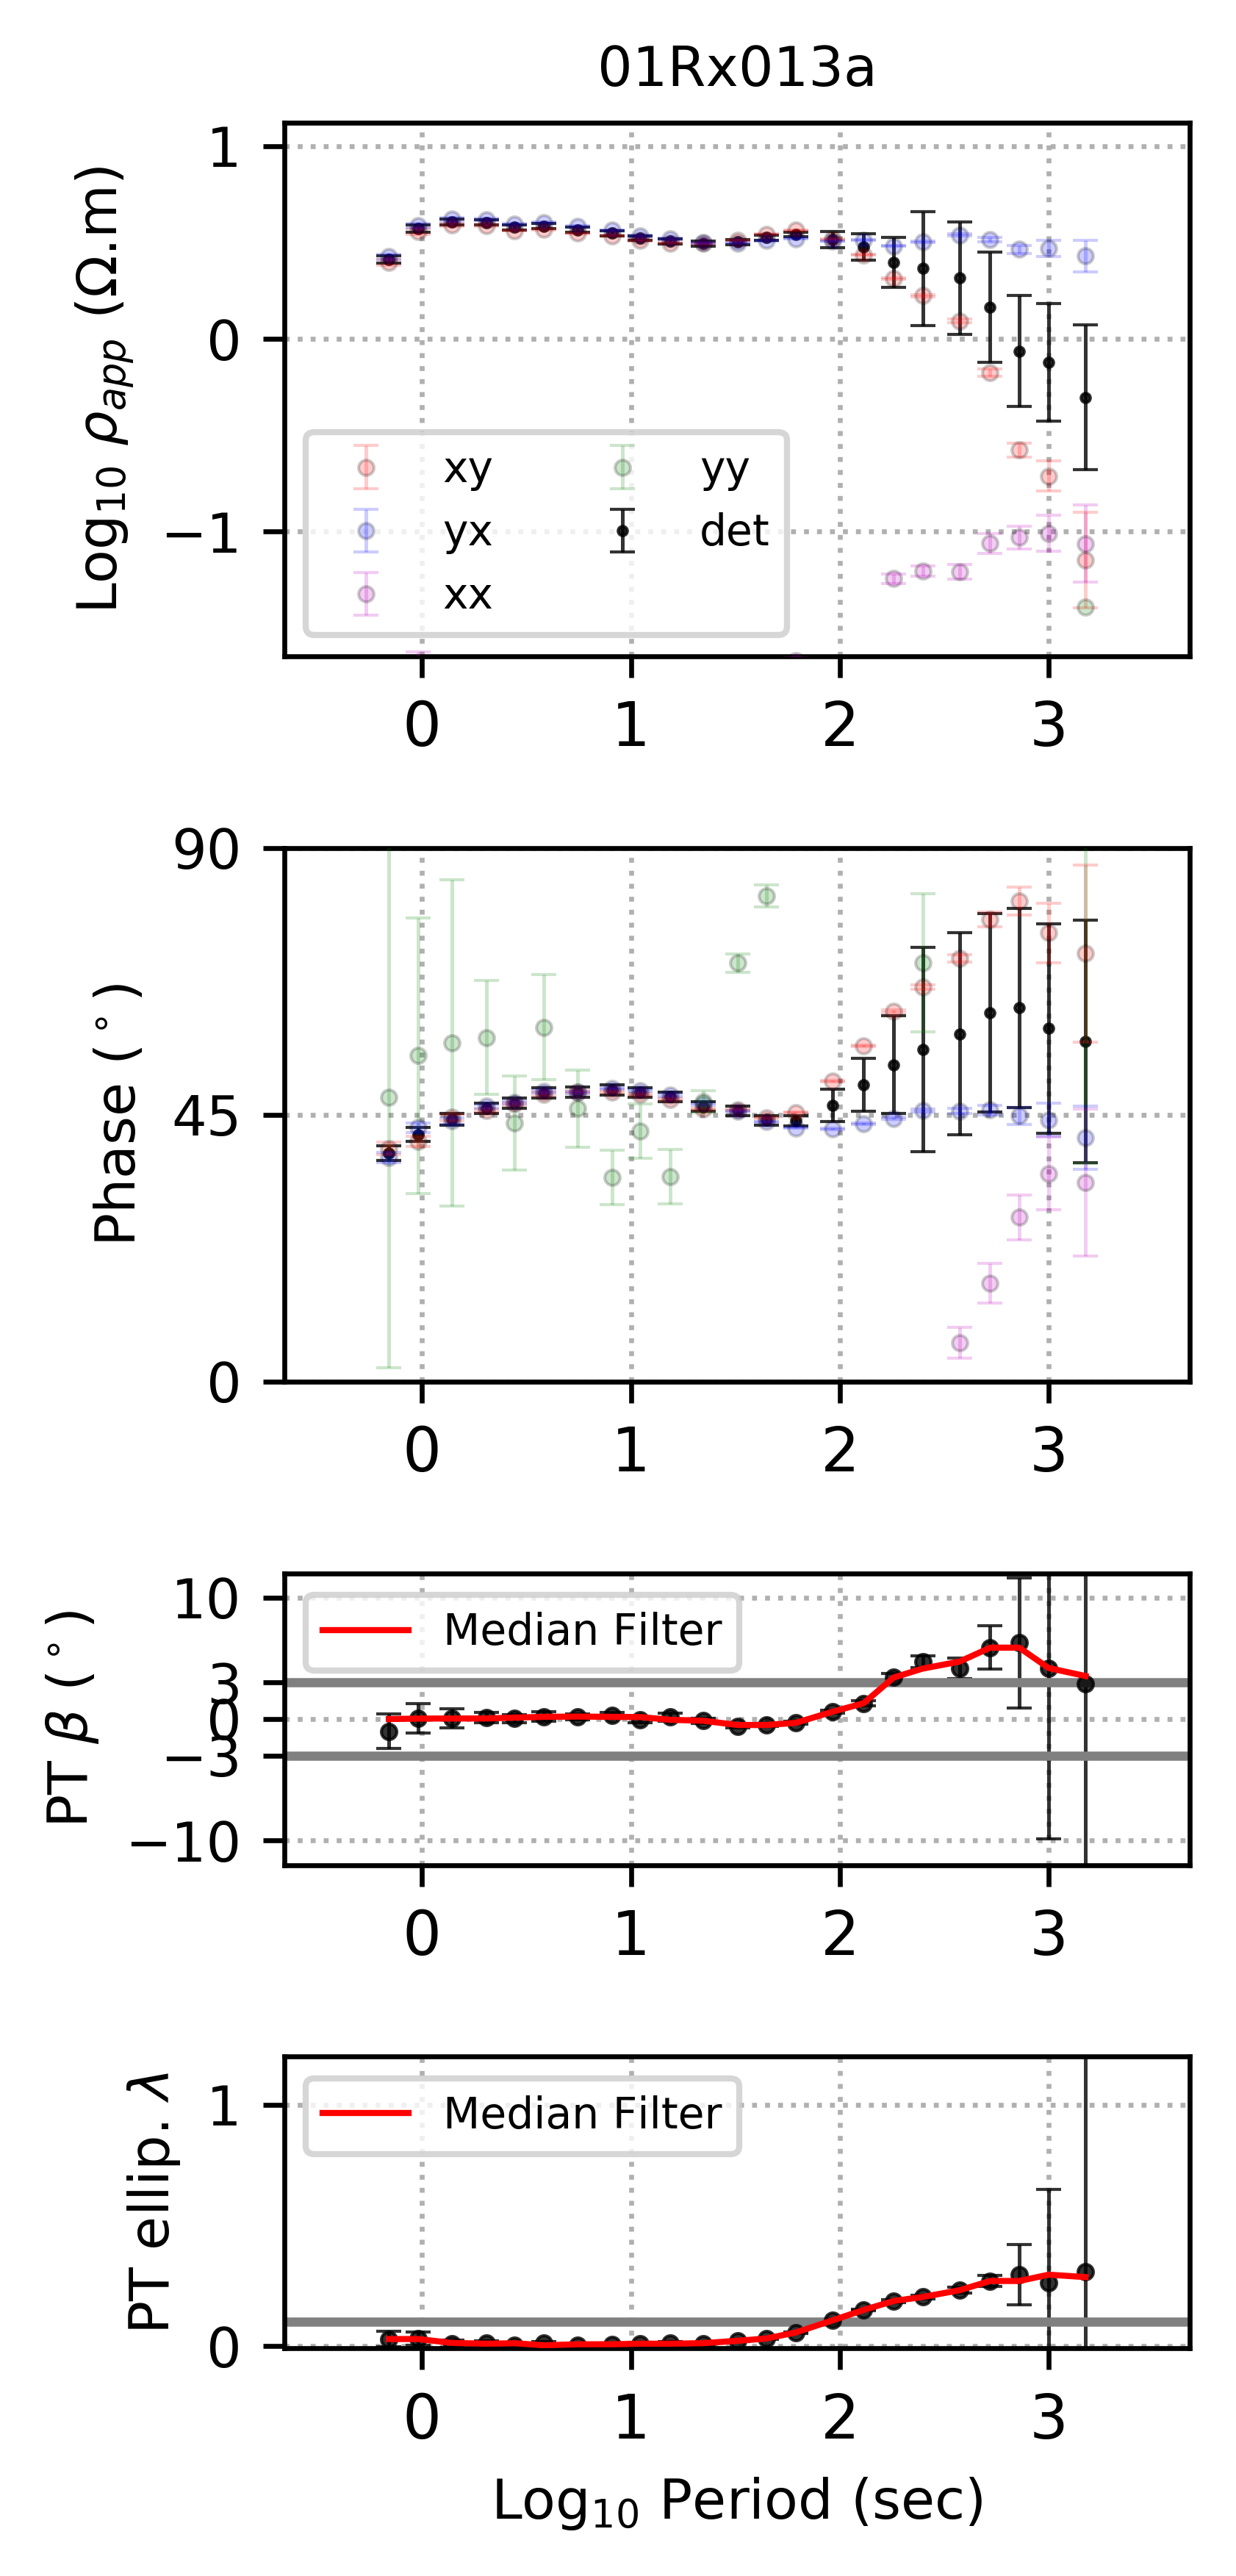 01Rx013a
Log₁₀ ρₐₚₚ (Ω.m)
1
0
−1
xy
yx
xx
yy
det
0 1 2 3
Phase (°)
90
45
0
0 1 2 3
PT β (°)
10
3
0
−3
−10
Median Filter
0 1 2 3
PT ellip. λ
1
0
Median Filter
0 1 2 3
Log₁₀ Period (sec)